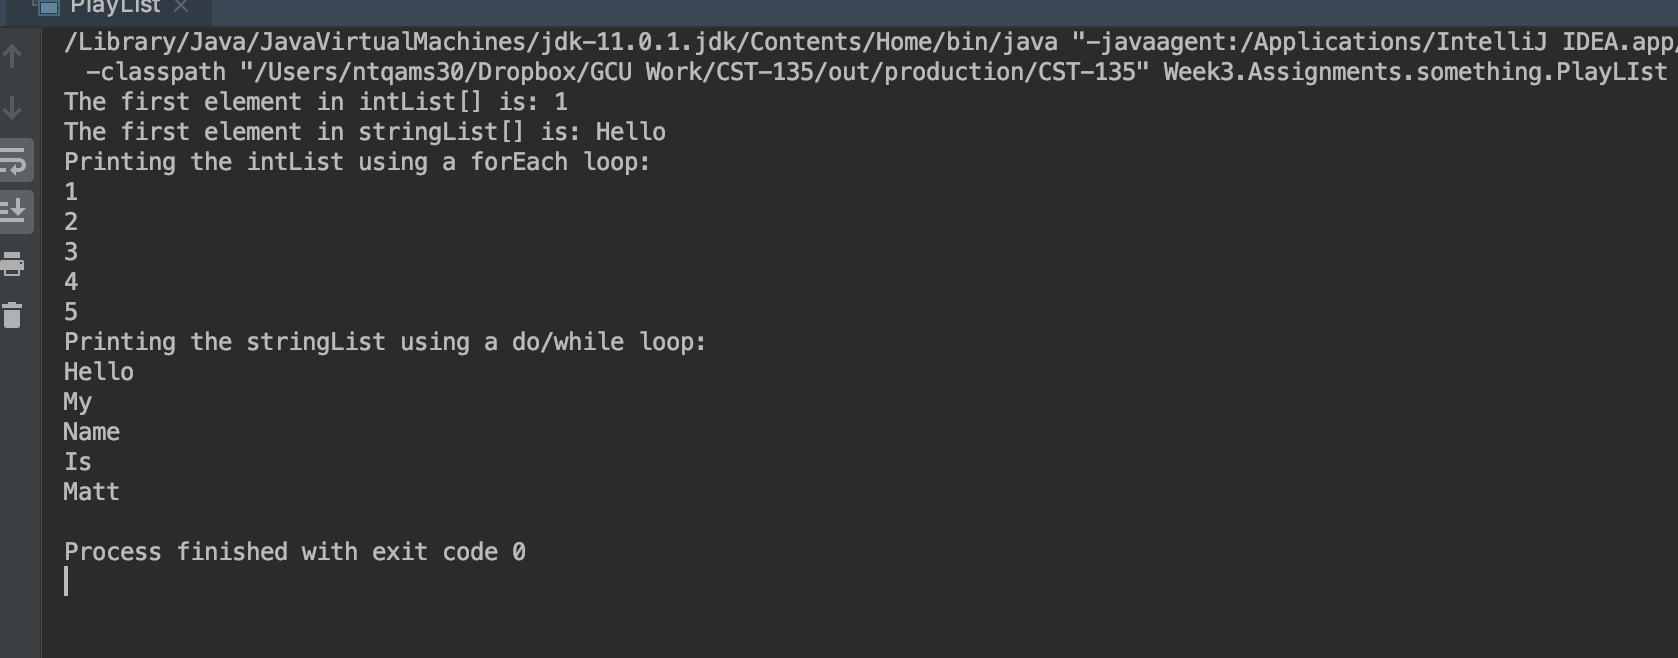 PlayList
/Library/Java/JavaVirtualMachines/jdk-11.0.1.jdk/Contents/Home/bin/java "-javaagent:/Applications/IntelliJ IDEA.app/
-classpath "/Users/ntqams30/Dropbox/GCU Work/CST-135/out/production/CST-135" Week3.Assignments.something.PlayLIst
The first element in intList[] is: 1
The first element in stringList[] is: Hello
Printing the intList using a forEach loop:
1
2
3
4
5
Printing the stringList using a do/while loop:
Hello
My
Name
Is
Matt
Process finished with exit code 0